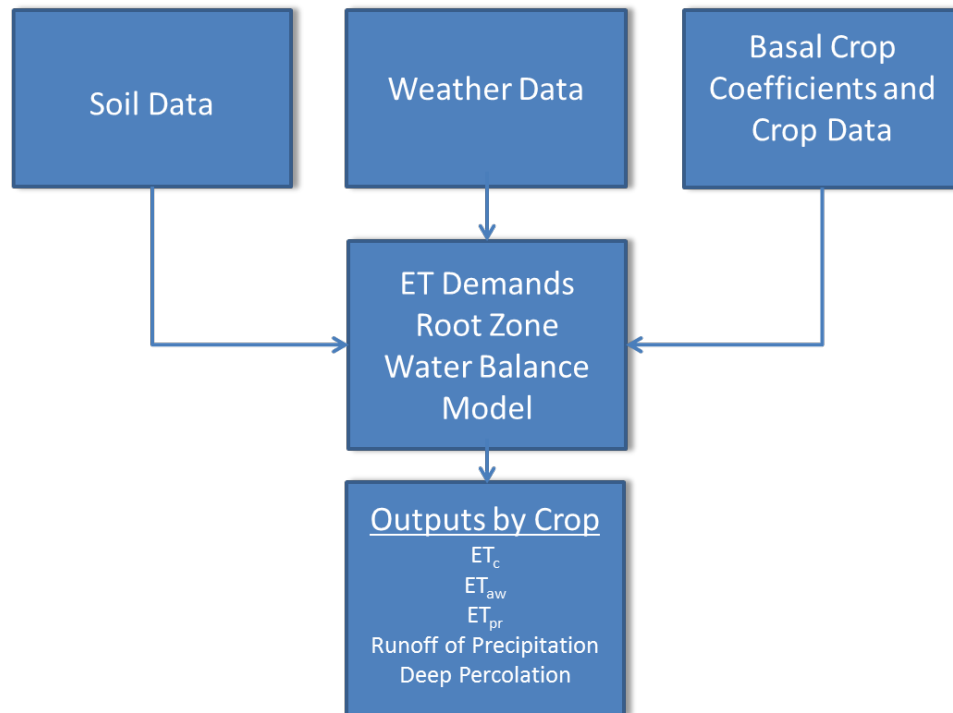 Soil Data
Weather Data
Basal Crop
Coefficients and
Crop Data
ET Demands
Root Zone
Water Balance
Model
Outputs by Crop
ETc
ETaw
ETpr
Runoff of Precipitation
Deep Percolation